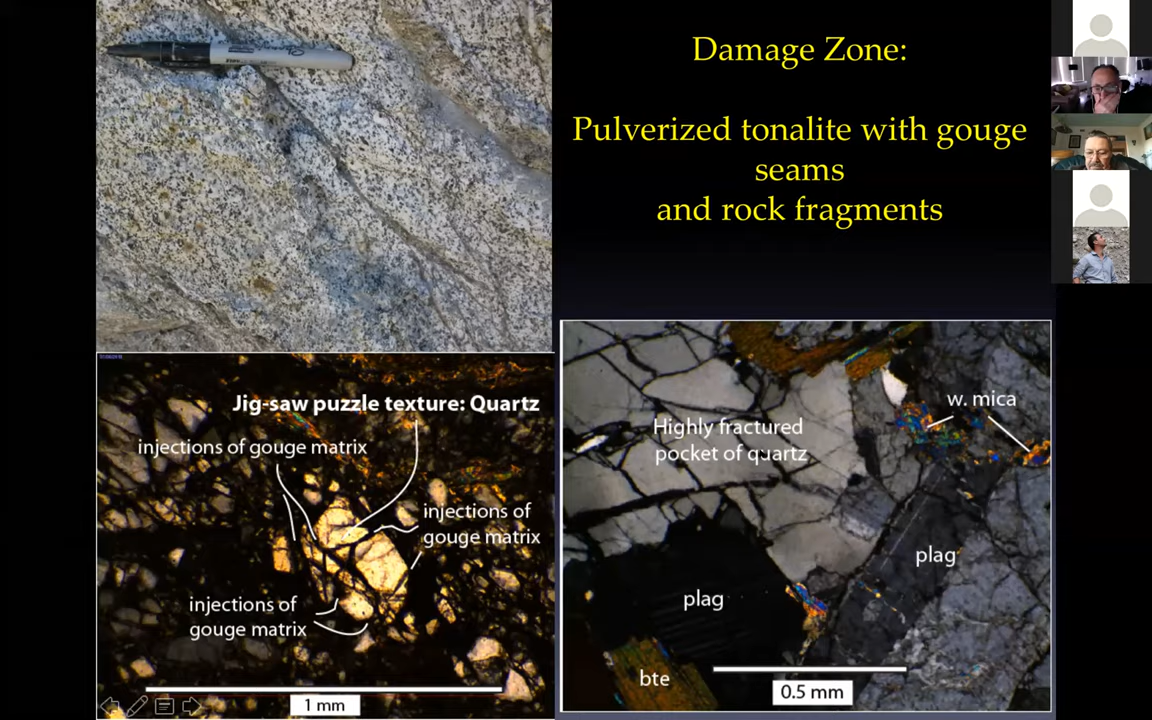 Damage Zone:
Pulverized tonalite with gouge
seams
and rock fragments
Jig-saw puzzle texture: Quartz
injections of gouge matrix
injections of
gouge matrix
injections of
gouge matrix
1 mm
Highly fractured
pocket of quartz
w. mica
plag
plag
bte
0.5 mm